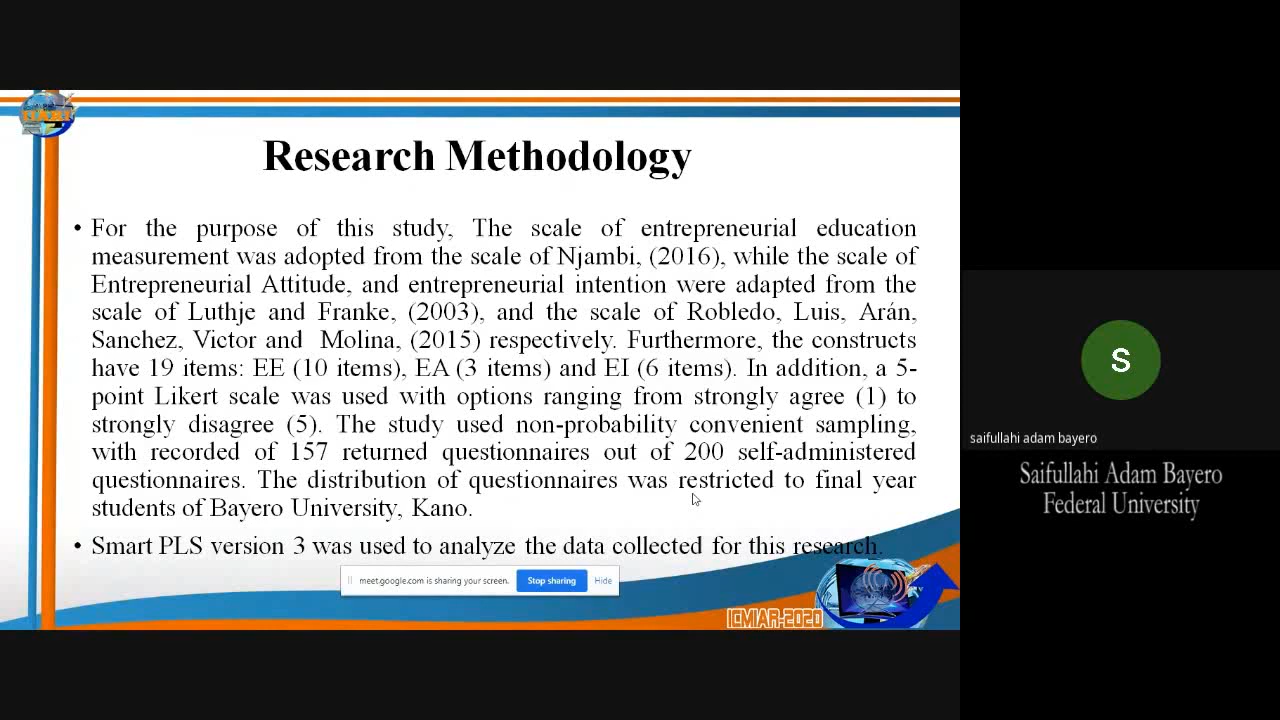 Research Methodology
• For the purpose of this study, The scale of entrepreneurial education
measurement was adopted from the scale of Njambi, (2016), while the scale of
Entrepreneurial Attitude, and entrepreneurial intention were adapted from the
scale of Luthje and Franke, (2003), and the scale of Robledo, Luis, Arán,
Sanchez, Victor and Molina, (2015) respectively. Furthermore, the constructs
have 19 items: EE (10 items), EA (3 items) and EI (6 items). In addition, a 5-
point Likert scale was used with options ranging from strongly agree (1) to
strongly disagree (5). The study used non-probability convenient sampling,
with recorded of 157 returned questionnaires out of 200 self-administered
questionnaires. The distribution of questionnaires was restricted to final year
students of Bayero University, Kano.
• Smart PLS version 3 was used to analyze the data collected for this research.
meet.google.com is sharing your screen. Stop sharing Hide
ICMIAR-2020
S
saifullahi adam bayero
Saifullahi Adam Bayero
Federal University